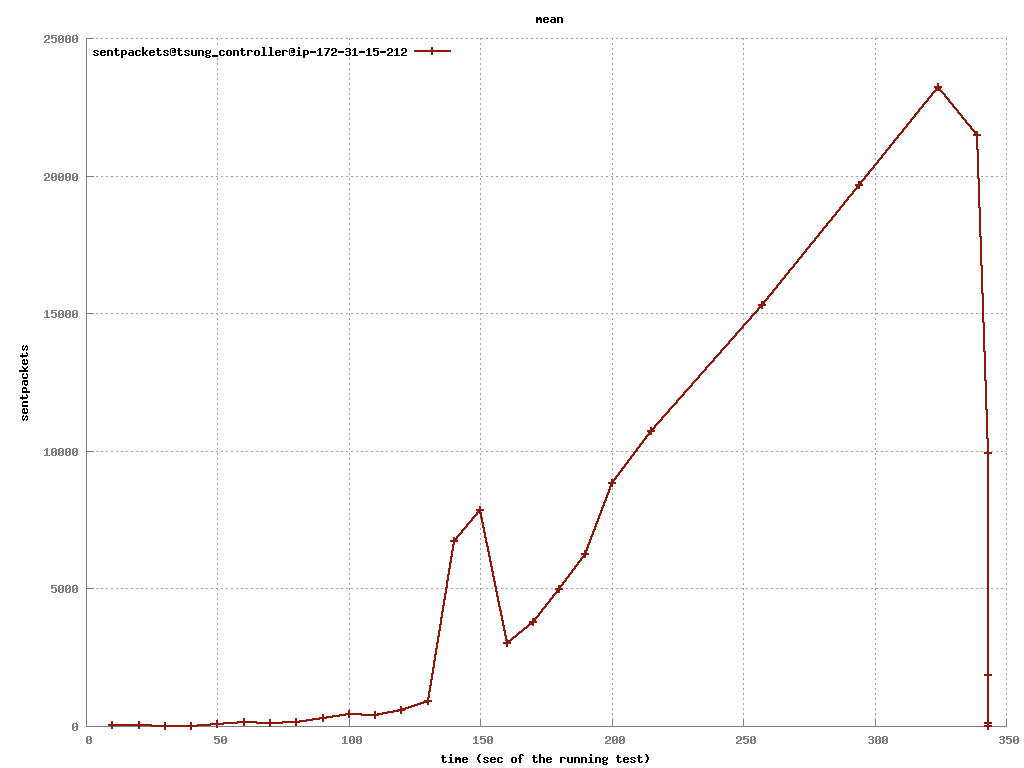 mean
25000
sentpackets@tsung_controller@ip-172-31-15-212
20000
15000
10000
5000
0
sentpackets
0 50 100 150 200 250 300 350
time (sec of the running test)